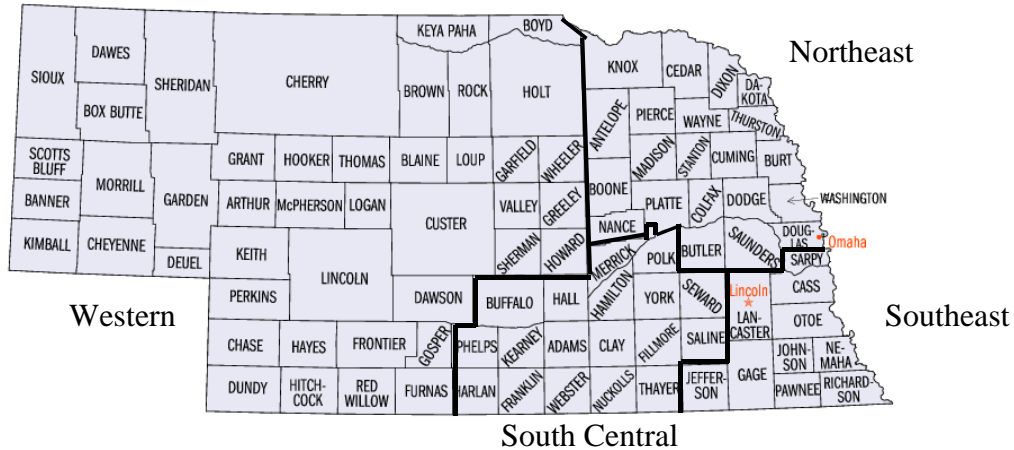 KEYA PAHA
BOYD
Northeast
DAWES
SIOUX
SHERIDAN
CHERRY
BROWN
ROCK
HOLT
KNOX
CEDAR
DIXON
DA-
KOTA
BOX BUTTE
ANTELOPE
PIERCE
WAYNE
THURSTON
SCOTTS
BLUFF
MORRILL
GARDEN
GRANT
HOOKER
THOMAS
BLAINE
LOUP
GARFIELD
WHEELER
MADISON
STANTON
CUMING
BURT
BANNER
ARTHUR
McPHERSON
LOGAN
CUSTER
VALLEY
GREELEY
BOONE
PLATTE
COLFAX
DODGE
WASHINGTON
KIMBALL
CHEYENNE
DEUEL
KEITH
LINCOLN
SHERMAN
HOWARD
NANCE
MERRICK
POLK
BUTLER
SAUNDERS
DOUG-
LAS
Omaha
SARPY
PERKINS
DAWSON
BUFFALO
HALL
HAMILTON
YORK
SEWARD
Lincoln
LAN-
CASTER
CASS
Western
Southeast
OTOE
CHASE
HAYES
FRONTIER
GOSPER
PHELPS
KEARNEY
ADAMS
CLAY
FILLMORE
SALINE
GAGE
JOHN-
SON
NE-
MAHA
DUNDY
HITCH-
COCK
RED
WILLOW
FURNAS
HARLAN
FRANKLIN
WEBSTER
NUCKOLLS
THAYER
JEFFER-
SON
PAWNEE
RICHARD-
SON
South Central